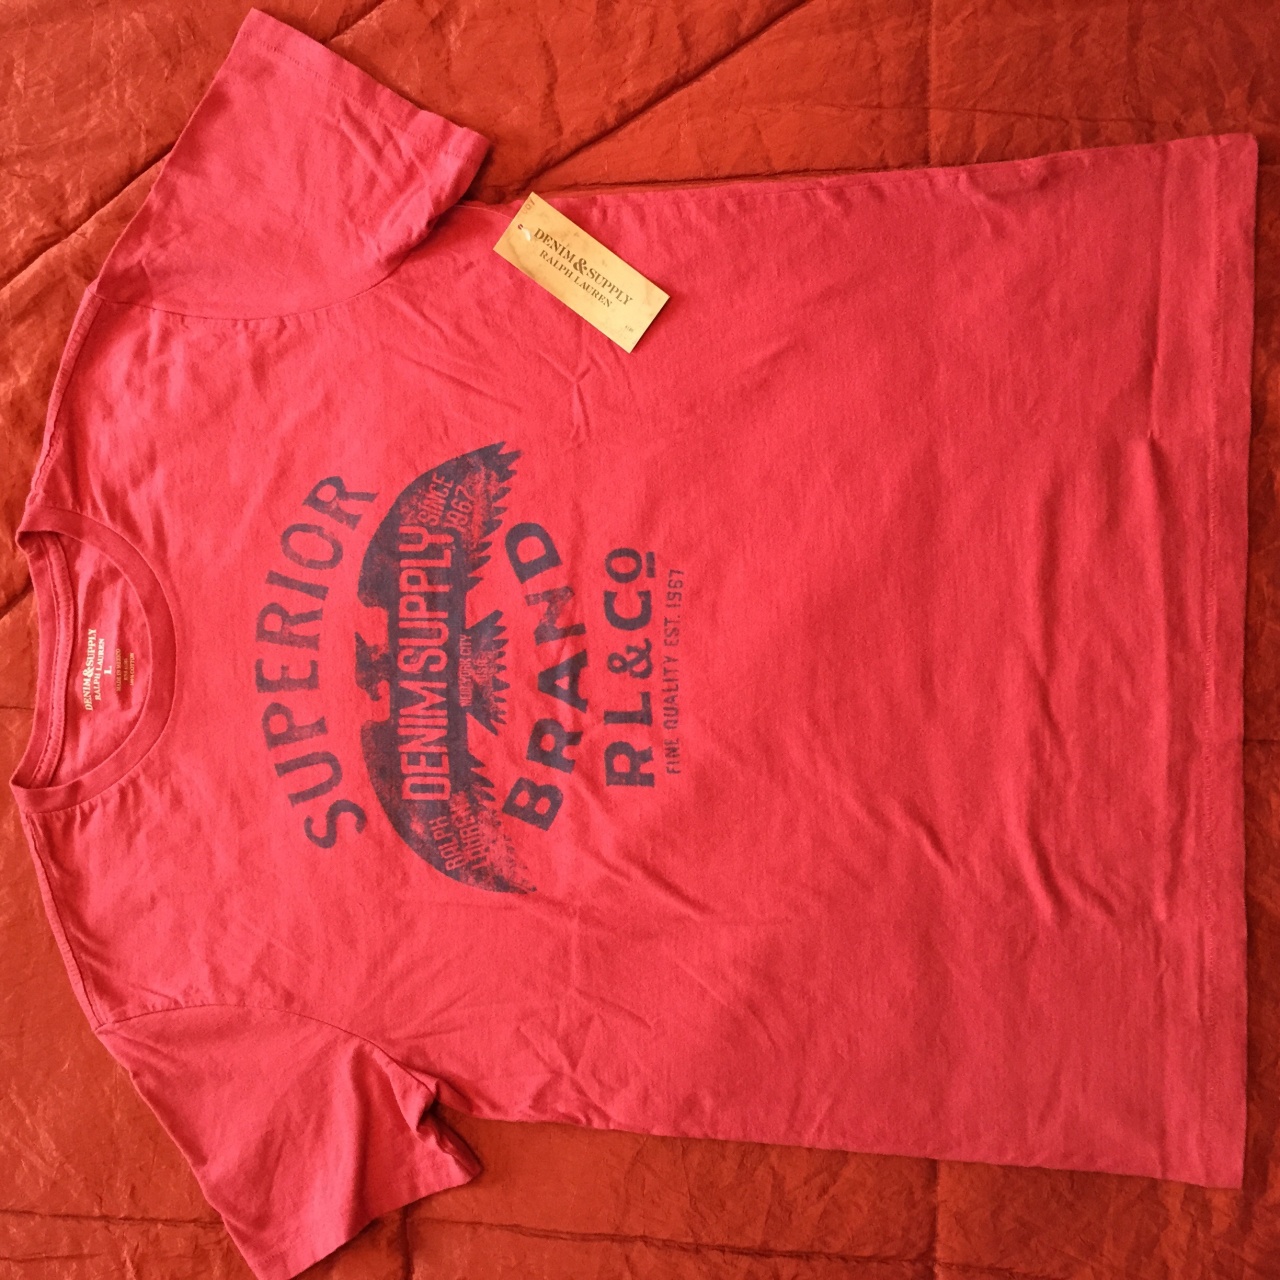 SUPERIOR
SINCE
1967
DENIM SUPPLY
RALPH
LAUREN
NEW YORK CITY
BRAND
RL & Co
FINE QUALITY EST. 1967
DENIM & SUPPLY
RALPH LAUREN
DENIM & SUPPLY
RALPH LAUREN
L